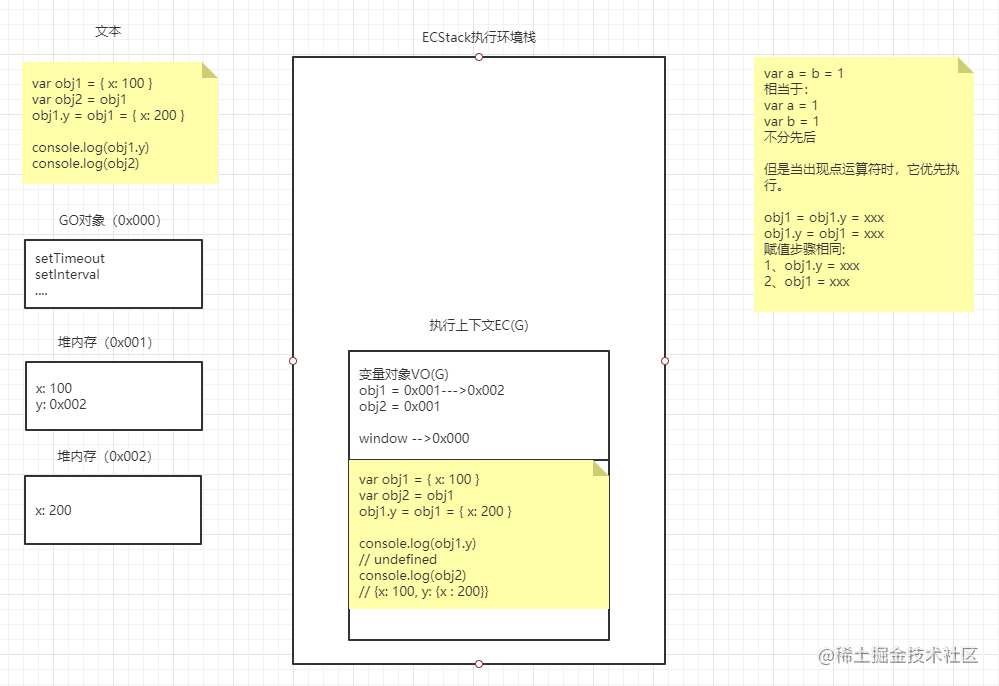 文本
var obj1 = { x: 100 }
var obj2 = obj1
obj1.y = obj1 = { x: 200 }
console.log(obj1.y)
console.log(obj2)
GO对象（0x000）
setTimeout
setInterval
....
堆内存（0x001）
x: 100
y: 0x002
堆内存（0x002）
x: 200
ECStack执行环境栈
执行上下文EC(G)
变量对象VO(G)
obj1 = 0x001--->0x002
obj2 = 0x001
window -->0x000
var obj1 = { x: 100 }
var obj2 = obj1
obj1.y = obj1 = { x: 200 }
console.log(obj1.y)
// undefined
console.log(obj2)
// {x: 100, y: {x : 200}}
var a = b = 1
相当于：
var a = 1
var b = 1
不分先后
但是当出现点运算符时，它优先执
行。
obj1 = obj1.y = xxx
obj1.y = obj1 = xxx
赋值步骤相同:
1、obj1.y = xxx
2、obj1 = xxx
@稀土掘金技术社区